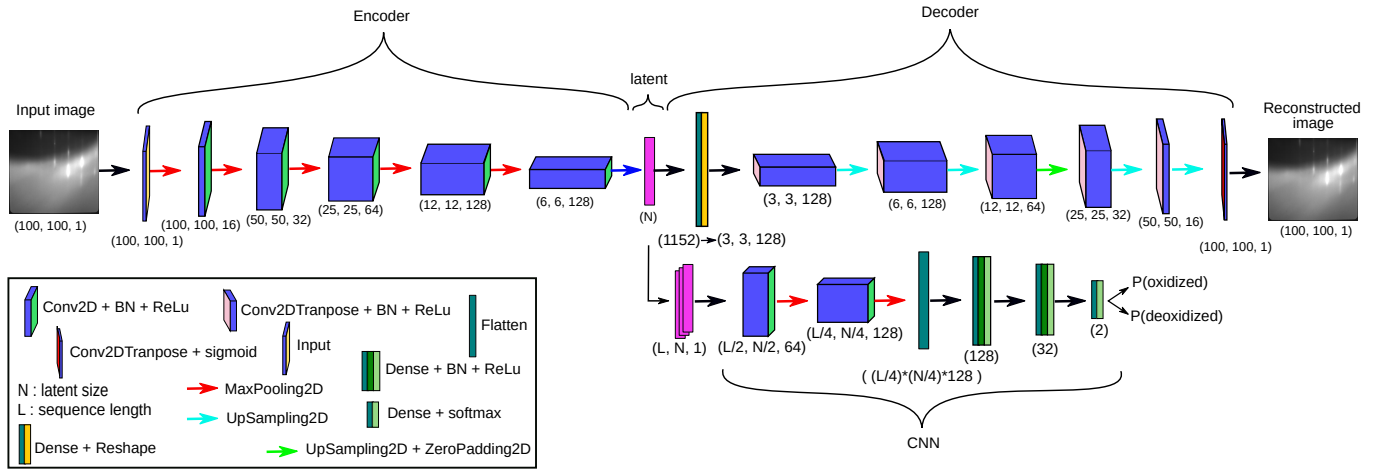 Encoder
Decoder
latent
Input image
Reconstructed
image
(100, 100, 1)
(100, 100, 1)
(100, 100, 16)
(50, 50, 32)
(25, 25, 64)
(12, 12, 128)
(6, 6, 128)
(N)
(1152)
(3, 3, 128)
(3, 3, 128)
(6, 6, 128)
(12, 12, 64)
(25, 25, 32)
(50, 50, 16)
(100, 100, 1)
(100, 100, 1)
(L, N, 1)
(L/2, N/2, 64)
(L/4, N/4, 128)
( (L/4)*(N/4)*128 )
(128)
(32)
(2)
P(oxidized)
P(deoxidized)
CNN
Conv2D + BN + ReLu
Conv2DTranpose + BN + ReLu
Flatten
Conv2DTranpose + sigmoid
Input
Dense + BN + ReLu
N : latent size
L : sequence length
MaxPooling2D
UpSampling2D
Dense + softmax
Dense + Reshape
UpSampling2D + ZeroPadding2D